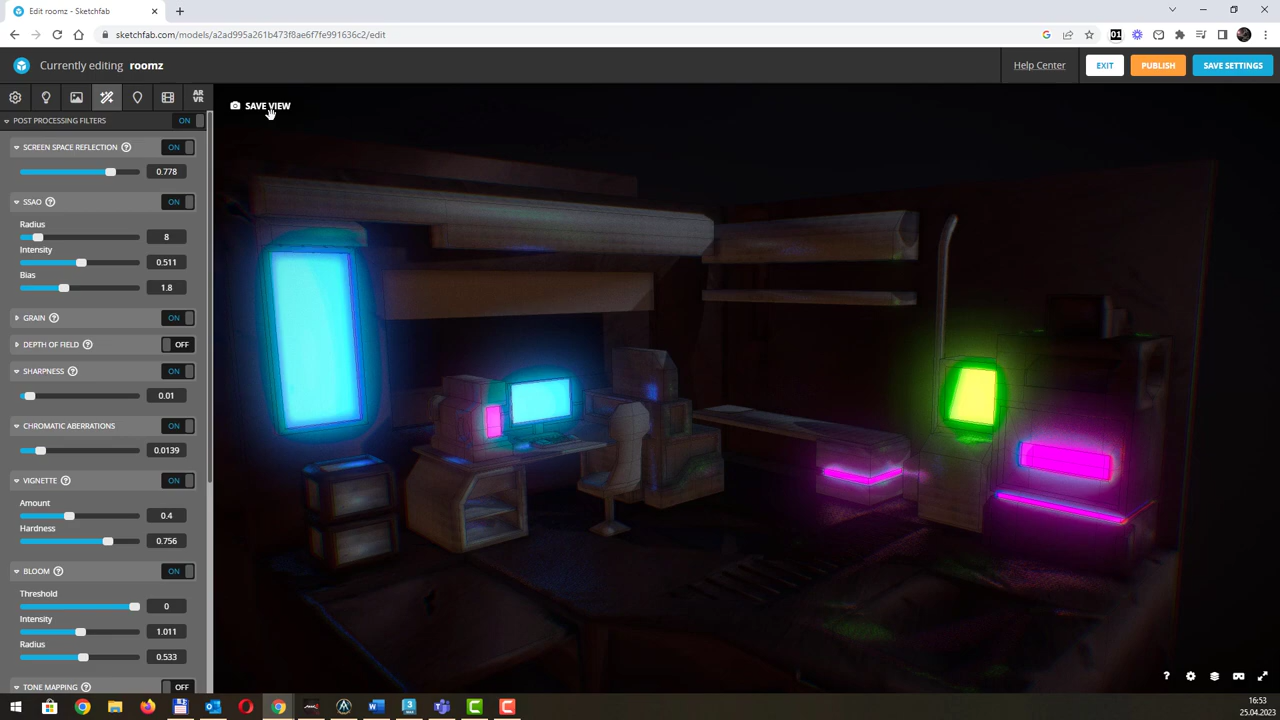 Edit roomz - Sketchfab
sketchfab.com/models/a2ad995a261b473f8ae6f7fe991636c2/edit
Currently editing roomz
Help Center
EXIT
PUBLISH
SAVE SETTINGS
AR
VR
SAVE VIEW
POST PROCESSING FILTERS ON
SCREEN SPACE REFLECTION ? ON
0.778
SSAO ? ON
Radius
8
Intensity
0.511
Bias
1.8
GRAIN ? ON
DEPTH OF FIELD ? OFF
SHARPNESS ? ON
0.01
CHROMATIC ABERRATIONS ON
0.0139
VIGNETTE ? ON
Amount
0.4
Hardness
0.756
BLOOM ? ON
Threshold
0
Intensity
1.011
Radius
0.533
TONE MAPPING ? OFF
?
16:53
25.04.2023